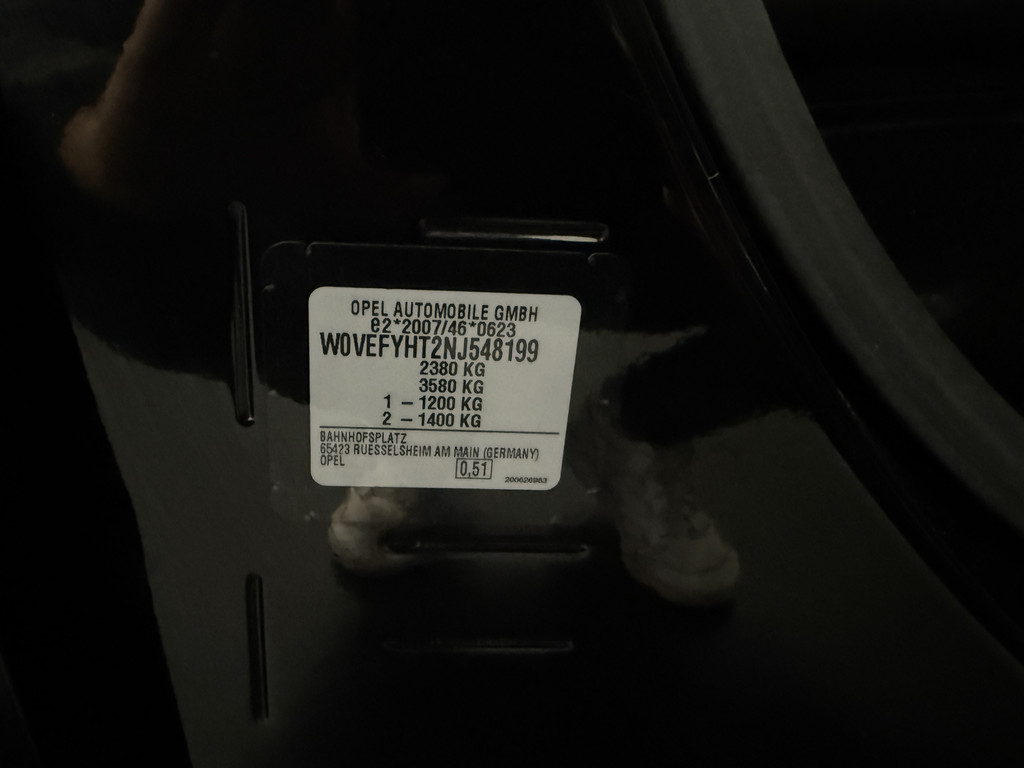 OPEL AUTOMOBILE GMBH
e2*2007/46*0623
W0VEFYHT2NJ548199
2380 KG
3580 KG
1 – 1200 KG
2 – 1400 KG
BAHNHOFSPLATZ
65423 RUESSELSHEIM AM MAIN (GERMANY)
OPEL
0,51
200626983